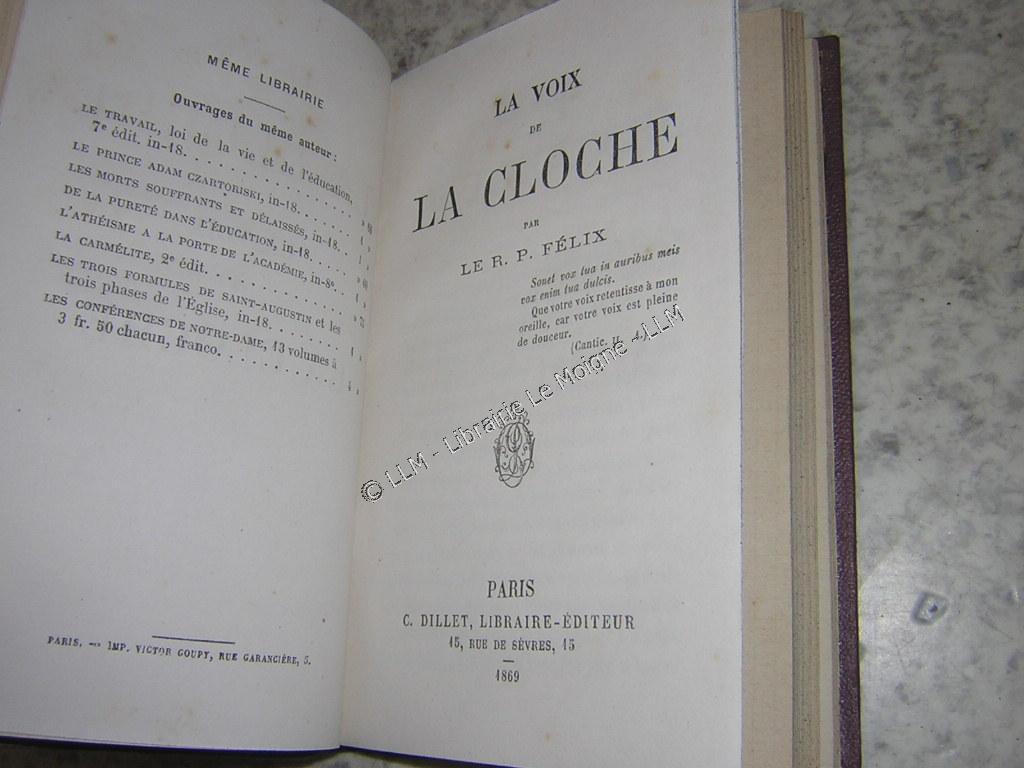 MÊME LIBRAIRIE
Ouvrages du même auteur :
LE TRAVAIL, loi de la vie et de l'éducation,
7e édit. in-18. . . . . . . . . . . . .
LE PRINCE ADAM CZARTORISKI, in-18. . . . . .
LES MORTS SOUFFRANTS ET DÉLAISSÉS, in-18.
DE LA PURETÉ DANS L'ÉDUCATION, in-18. . . .
L'ATHÉISME A LA PORTE DE L'ACADÉMIE, in-8°.
LA CARMÉLITE, 2e édit. . . . . . . . . . .
LES TROIS FORMULES DE SAINT-AUGUSTIN et les
trois phases de l'Église, in-18. . . . . .
LES CONFÉRENCES DE NOTRE-DAME, 13 volumes à
3 fr. 50 chacun, franco. . . . . . . . . .
PARIS. — IMP. VICTOR GOUPY, RUE GARANCIÈRE, 5.
LA VOIX
DE
LA CLOCHE
PAR
LE R. P. FÉLIX
Sonet vox tua in auribus meis
vox enim tua dulcis.
Que votre voix retentisse à mon
oreille, car votre voix est pleine
de douceur.
(Cantic. II
© LLM - Librairie Le Moigne - LLM
PARIS
C. DILLET, LIBRAIRE-ÉDITEUR
15, RUE DE SÈVRES, 15
1869